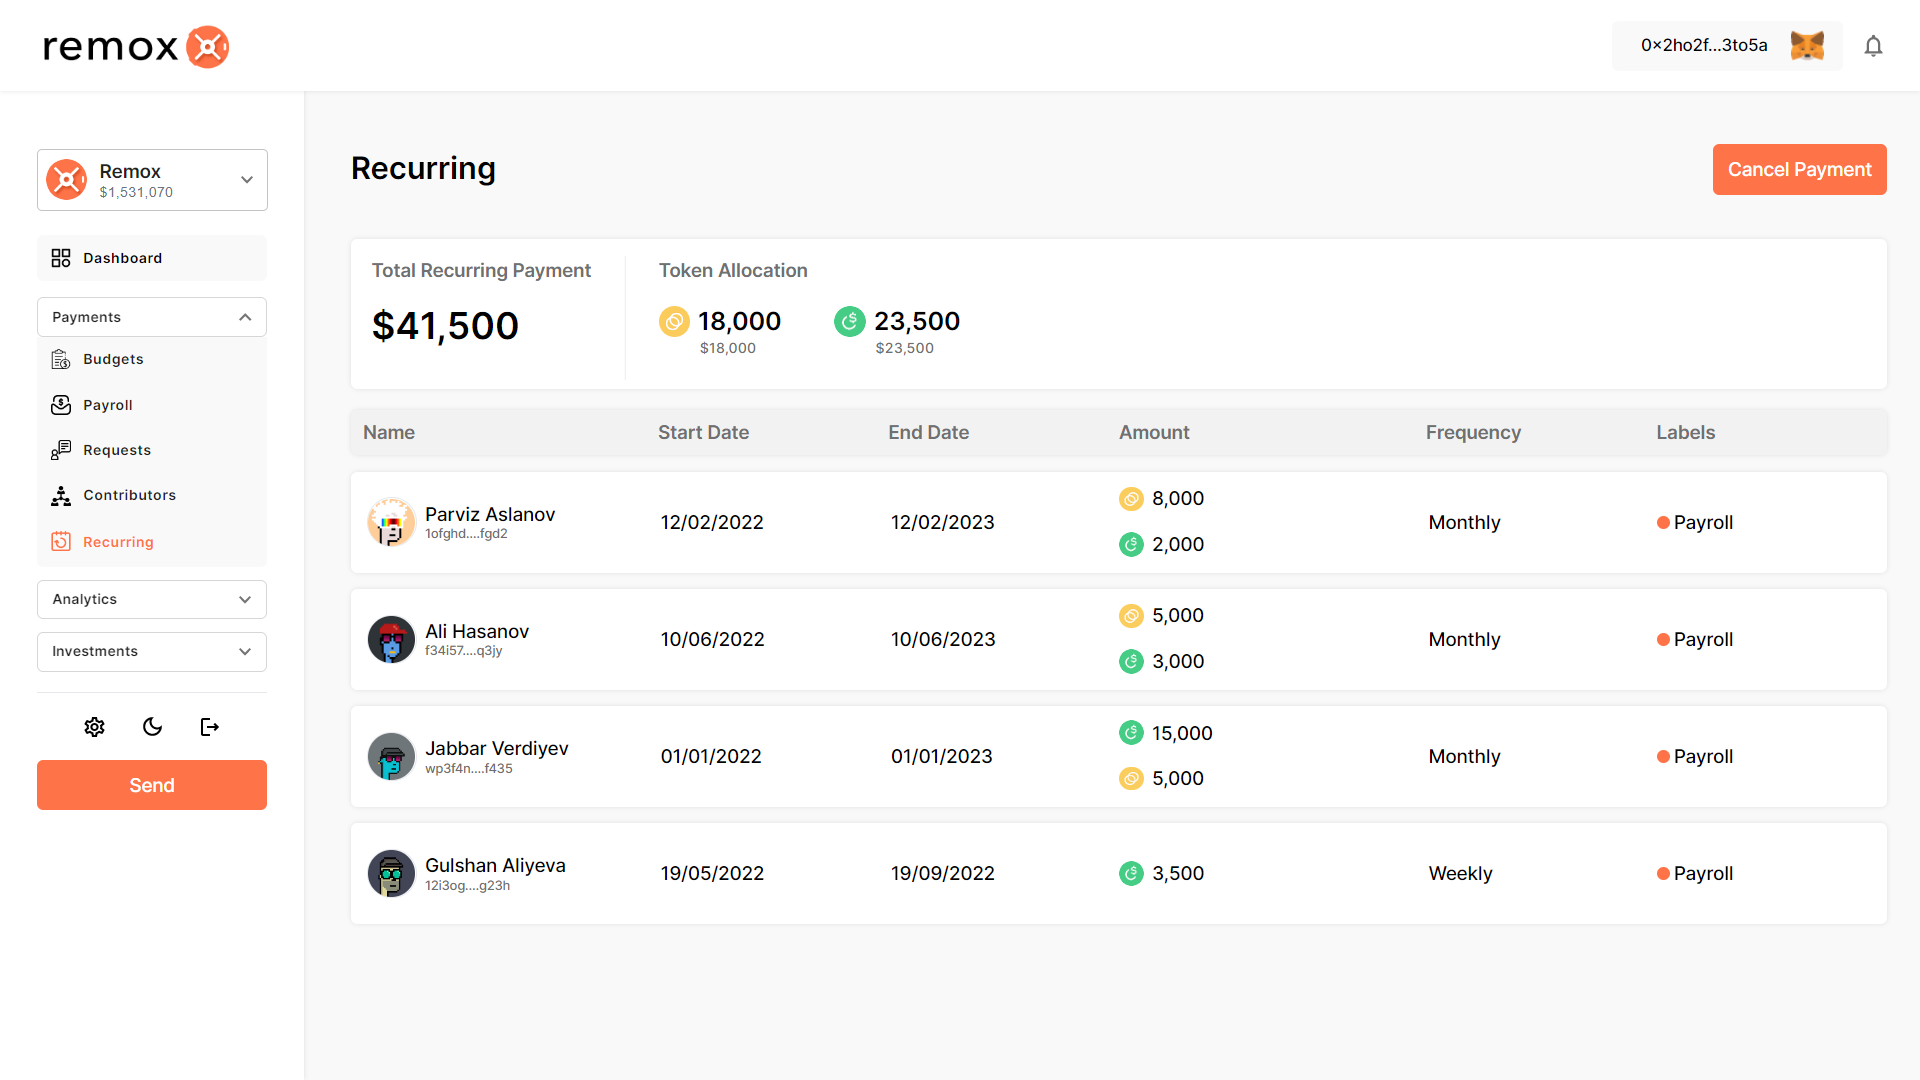 remox
0x2ho2f...3to5a
Remox
$1,531,070
Dashboard
Payments
Budgets
Payroll
Requests
Contributors
Recurring
Analytics
Investments
Send
Recurring
Cancel Payment
Total Recurring Payment
$41,500
Token Allocation
18,000
$18,000
23,500
$23,500
Name Start Date End Date Amount Frequency Labels
Parviz Aslanov
1ofghd....fgd2
12/02/2022
12/02/2023
8,000
2,000
Monthly
Payroll
Ali Hasanov
f34i57....q3jy
10/06/2022
10/06/2023
5,000
3,000
Monthly
Payroll
Jabbar Verdiyev
wp3f4n....f435
01/01/2022
01/01/2023
15,000
5,000
Monthly
Payroll
Gulshan Aliyeva
12i3og....g23h
19/05/2022
19/09/2022
3,500
Weekly
Payroll